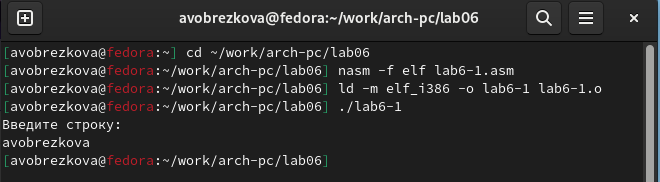 avobrezkova@fedora:~/work/arch-pc/lab06
[avobrezkova@fedora:~] cd ~/work/arch-pc/lab06
[avobrezkova@fedora:~/work/arch-pc/lab06] nasm -f elf lab6-1.asm
[avobrezkova@fedora:~/work/arch-pc/lab06] ld -m elf_i386 -o lab6-1 lab6-1.o
[avobrezkova@fedora:~/work/arch-pc/lab06] ./lab6-1
Введите строку:
avobrezkova
[avobrezkova@fedora:~/work/arch-pc/lab06]